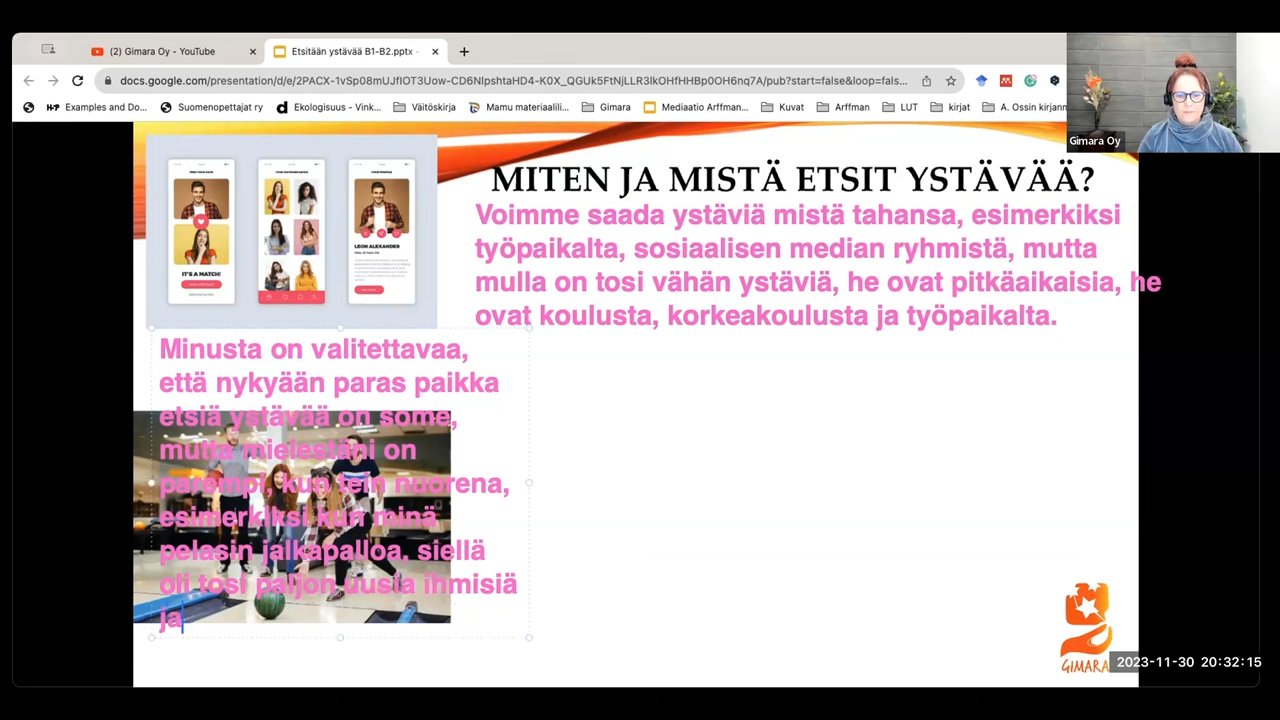 (2) Gimara Oy - YouTube
Etsitään ystävää B1-B2.pptx -
docs.google.com/presentation/d/e/2PACX-1vSp08mUJfIOT3Uow-CD6NlpshtaHD4-K0X_QGUk5FtNjLLR3lkOHfHHBp0OH6nq7A/pub?start=false&loop=fals...
Examples and Do...
Suomenopettajat ry
Ekologisuus - Vink...
Väitöskirja
Mamu materiaalil...
Gimara
Mediaatio Arffman...
Kuvat
Arffman
LUT
kirjat
A. Ossin kirjann
Gimara Oy
IT'S A MATCH!
LEON ALEXANDER
MITEN JA MISTÄ ETSIT YSTÄVÄÄ?
Voimme saada ystäviä mistä tahansa, esimerkiksi
työpaikalta, sosiaalisen median ryhmistä, mutta
mulla on tosi vähän ystäviä, he ovat pitkäaikaisia, he
ovat koulusta, korkeakoulusta ja työpaikalta.
Minusta on valitettavaa,
että nykyään paras paikka
etsiä ystävää on some,
mutta mielestäni on
parempi, kun tein nuorena,
esimerkiksi kun minä
pelasin jalkapalloa, siellä
oli tosi paljon uusia ihmisiä
ja
GIMARA
2023-11-30 20:32:15